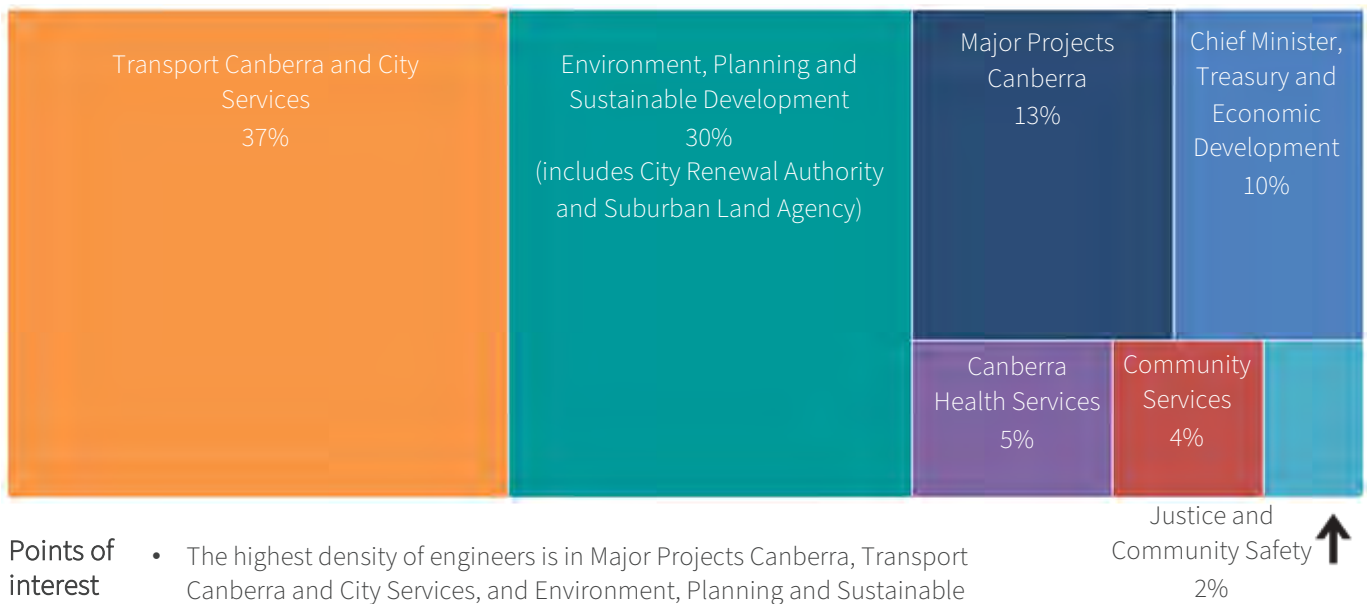 Transport Canberra and City
Services
37%
Environment, Planning and
Sustainable Development
30%
(includes City Renewal Authority
and Suburban Land Agency)
Major Projects
Canberra
13%
Chief Minister,
Treasury and
Economic
Development
10%
Canberra
Health Services
5%
Community
Services
4%
Justice and
Community Safety
2%
Points of
interest
• The highest density of engineers is in Major Projects Canberra, Transport
Canberra and City Services, and Environment, Planning and Sustainable